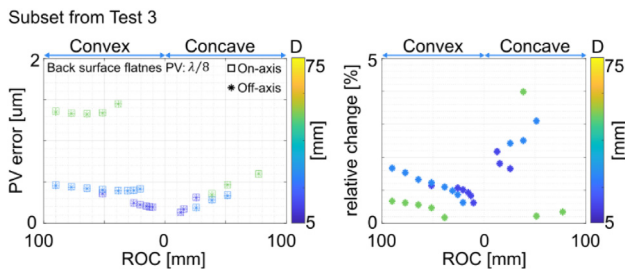 Subset from Test 3
Convex Concave D
2
Back surface flatnes PV: λ/8
On-axis
Off-axis
PV error [um]
0
100 0 100
ROC [mm]
75
[mm]
5
Convex Concave D
5
relative change [%]
0
100 0 100
ROC [mm]
75
[mm]
5